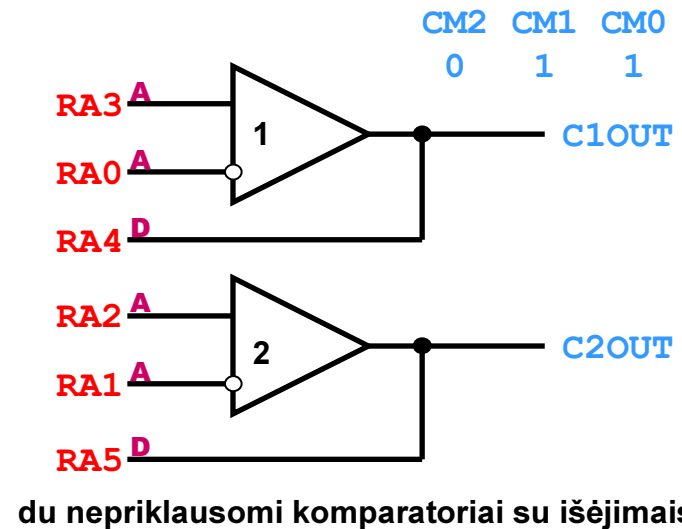 CM2 CM1 CM0
0 1 1
RA3 A
1
C1OUT
RA0 A
RA4 D
RA2 A
2
C2OUT
RA1 A
RA5 D
du nepriklausomi komparatoriai su išėjimais